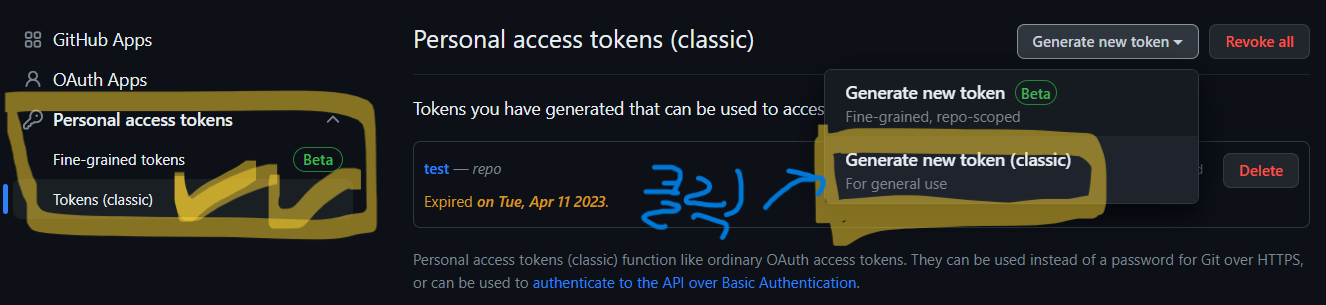 GitHub Apps
OAuth Apps
Personal access tokens
Fine-grained tokens Beta
Tokens (classic)
Personal access tokens (classic)
Generate new token
Revoke all
Generate new token Beta
Fine-grained, repo-scoped
Generate new token (classic)
For general use
Tokens you have generated that can be used to acces
test — repo
Expired on Tue, Apr 11 2023.
클릭
d
Delete
Personal access tokens (classic) function like ordinary OAuth access tokens. They can be used instead of a password for Git over HTTPS,
or can be used to authenticate to the API over Basic Authentication.